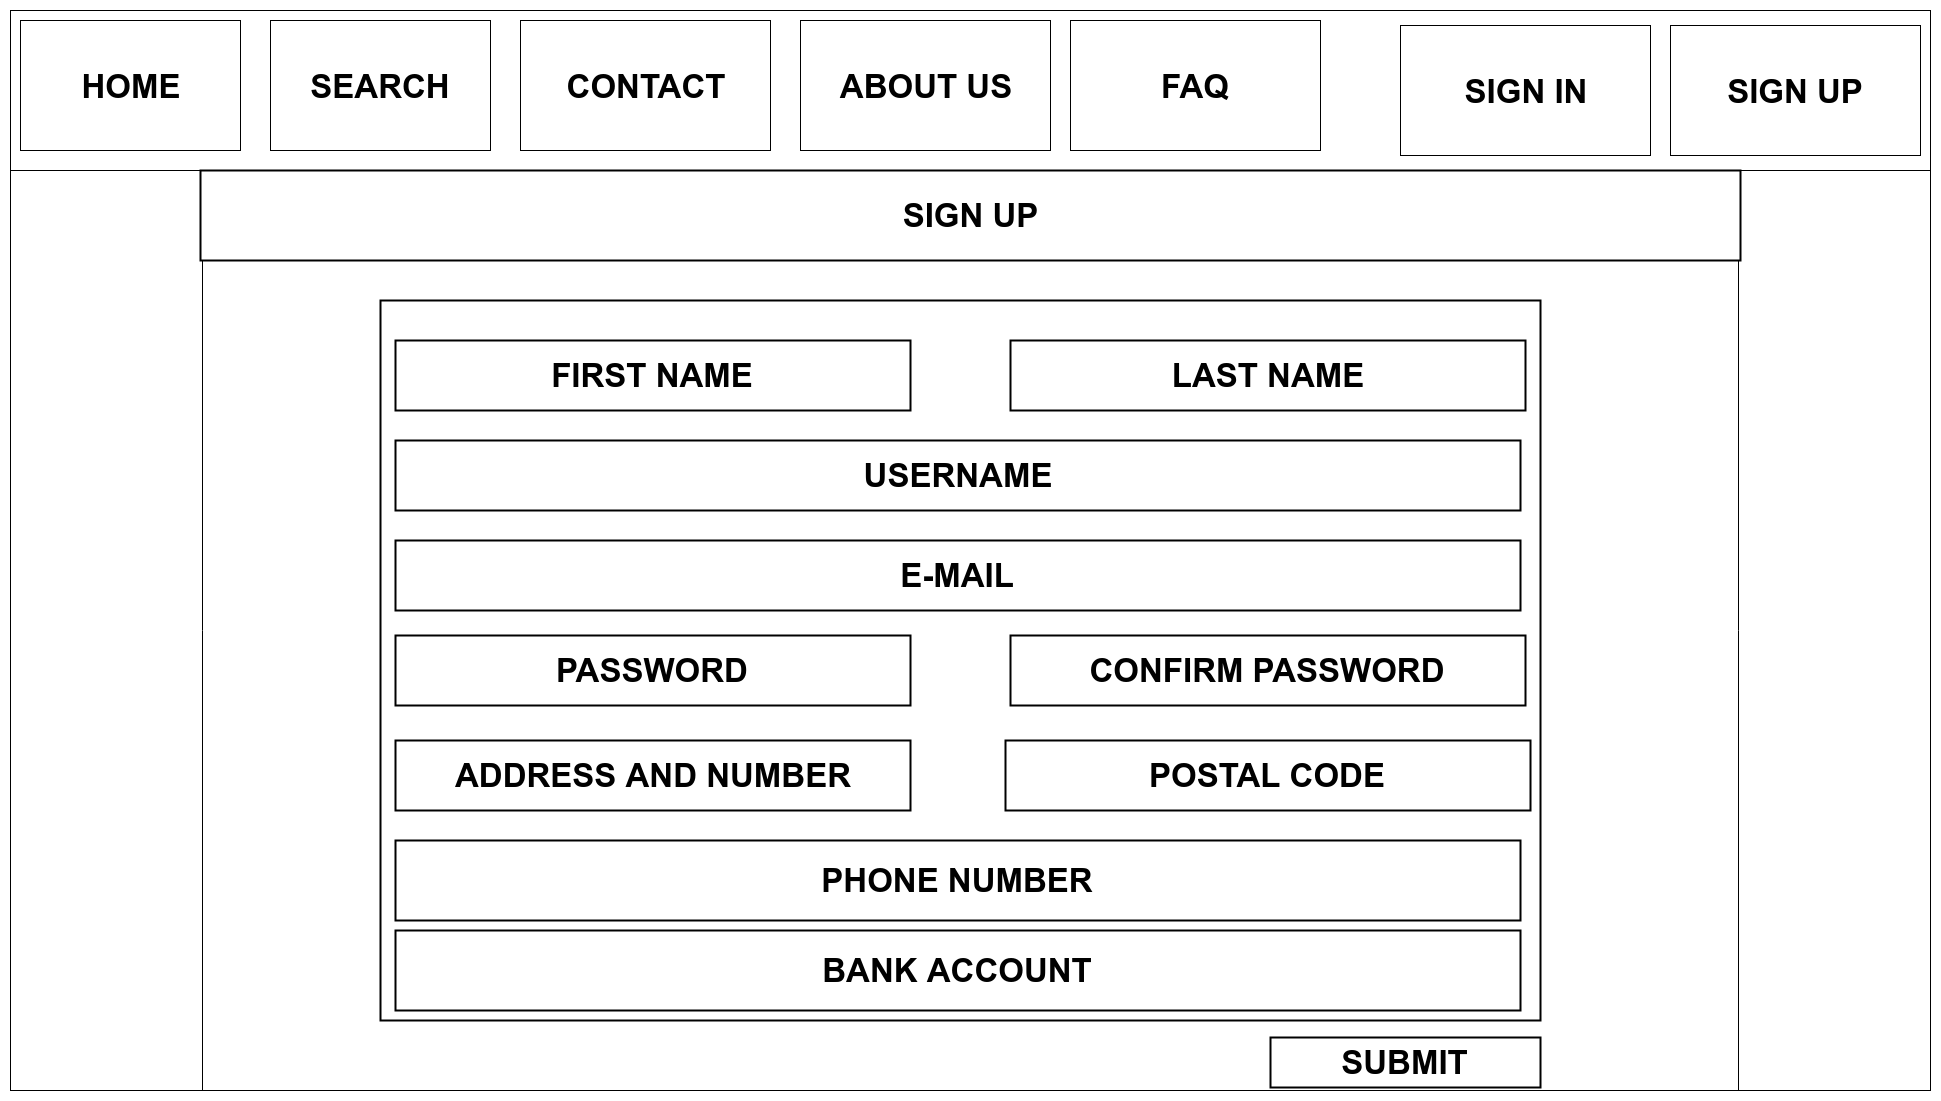 HOME
SEARCH
CONTACT
ABOUT US
FAQ
SIGN IN
SIGN UP
SIGN UP
FIRST NAME
LAST NAME
USERNAME
E-MAIL
PASSWORD
CONFIRM PASSWORD
ADDRESS AND NUMBER
POSTAL CODE
PHONE NUMBER
BANK ACCOUNT
SUBMIT